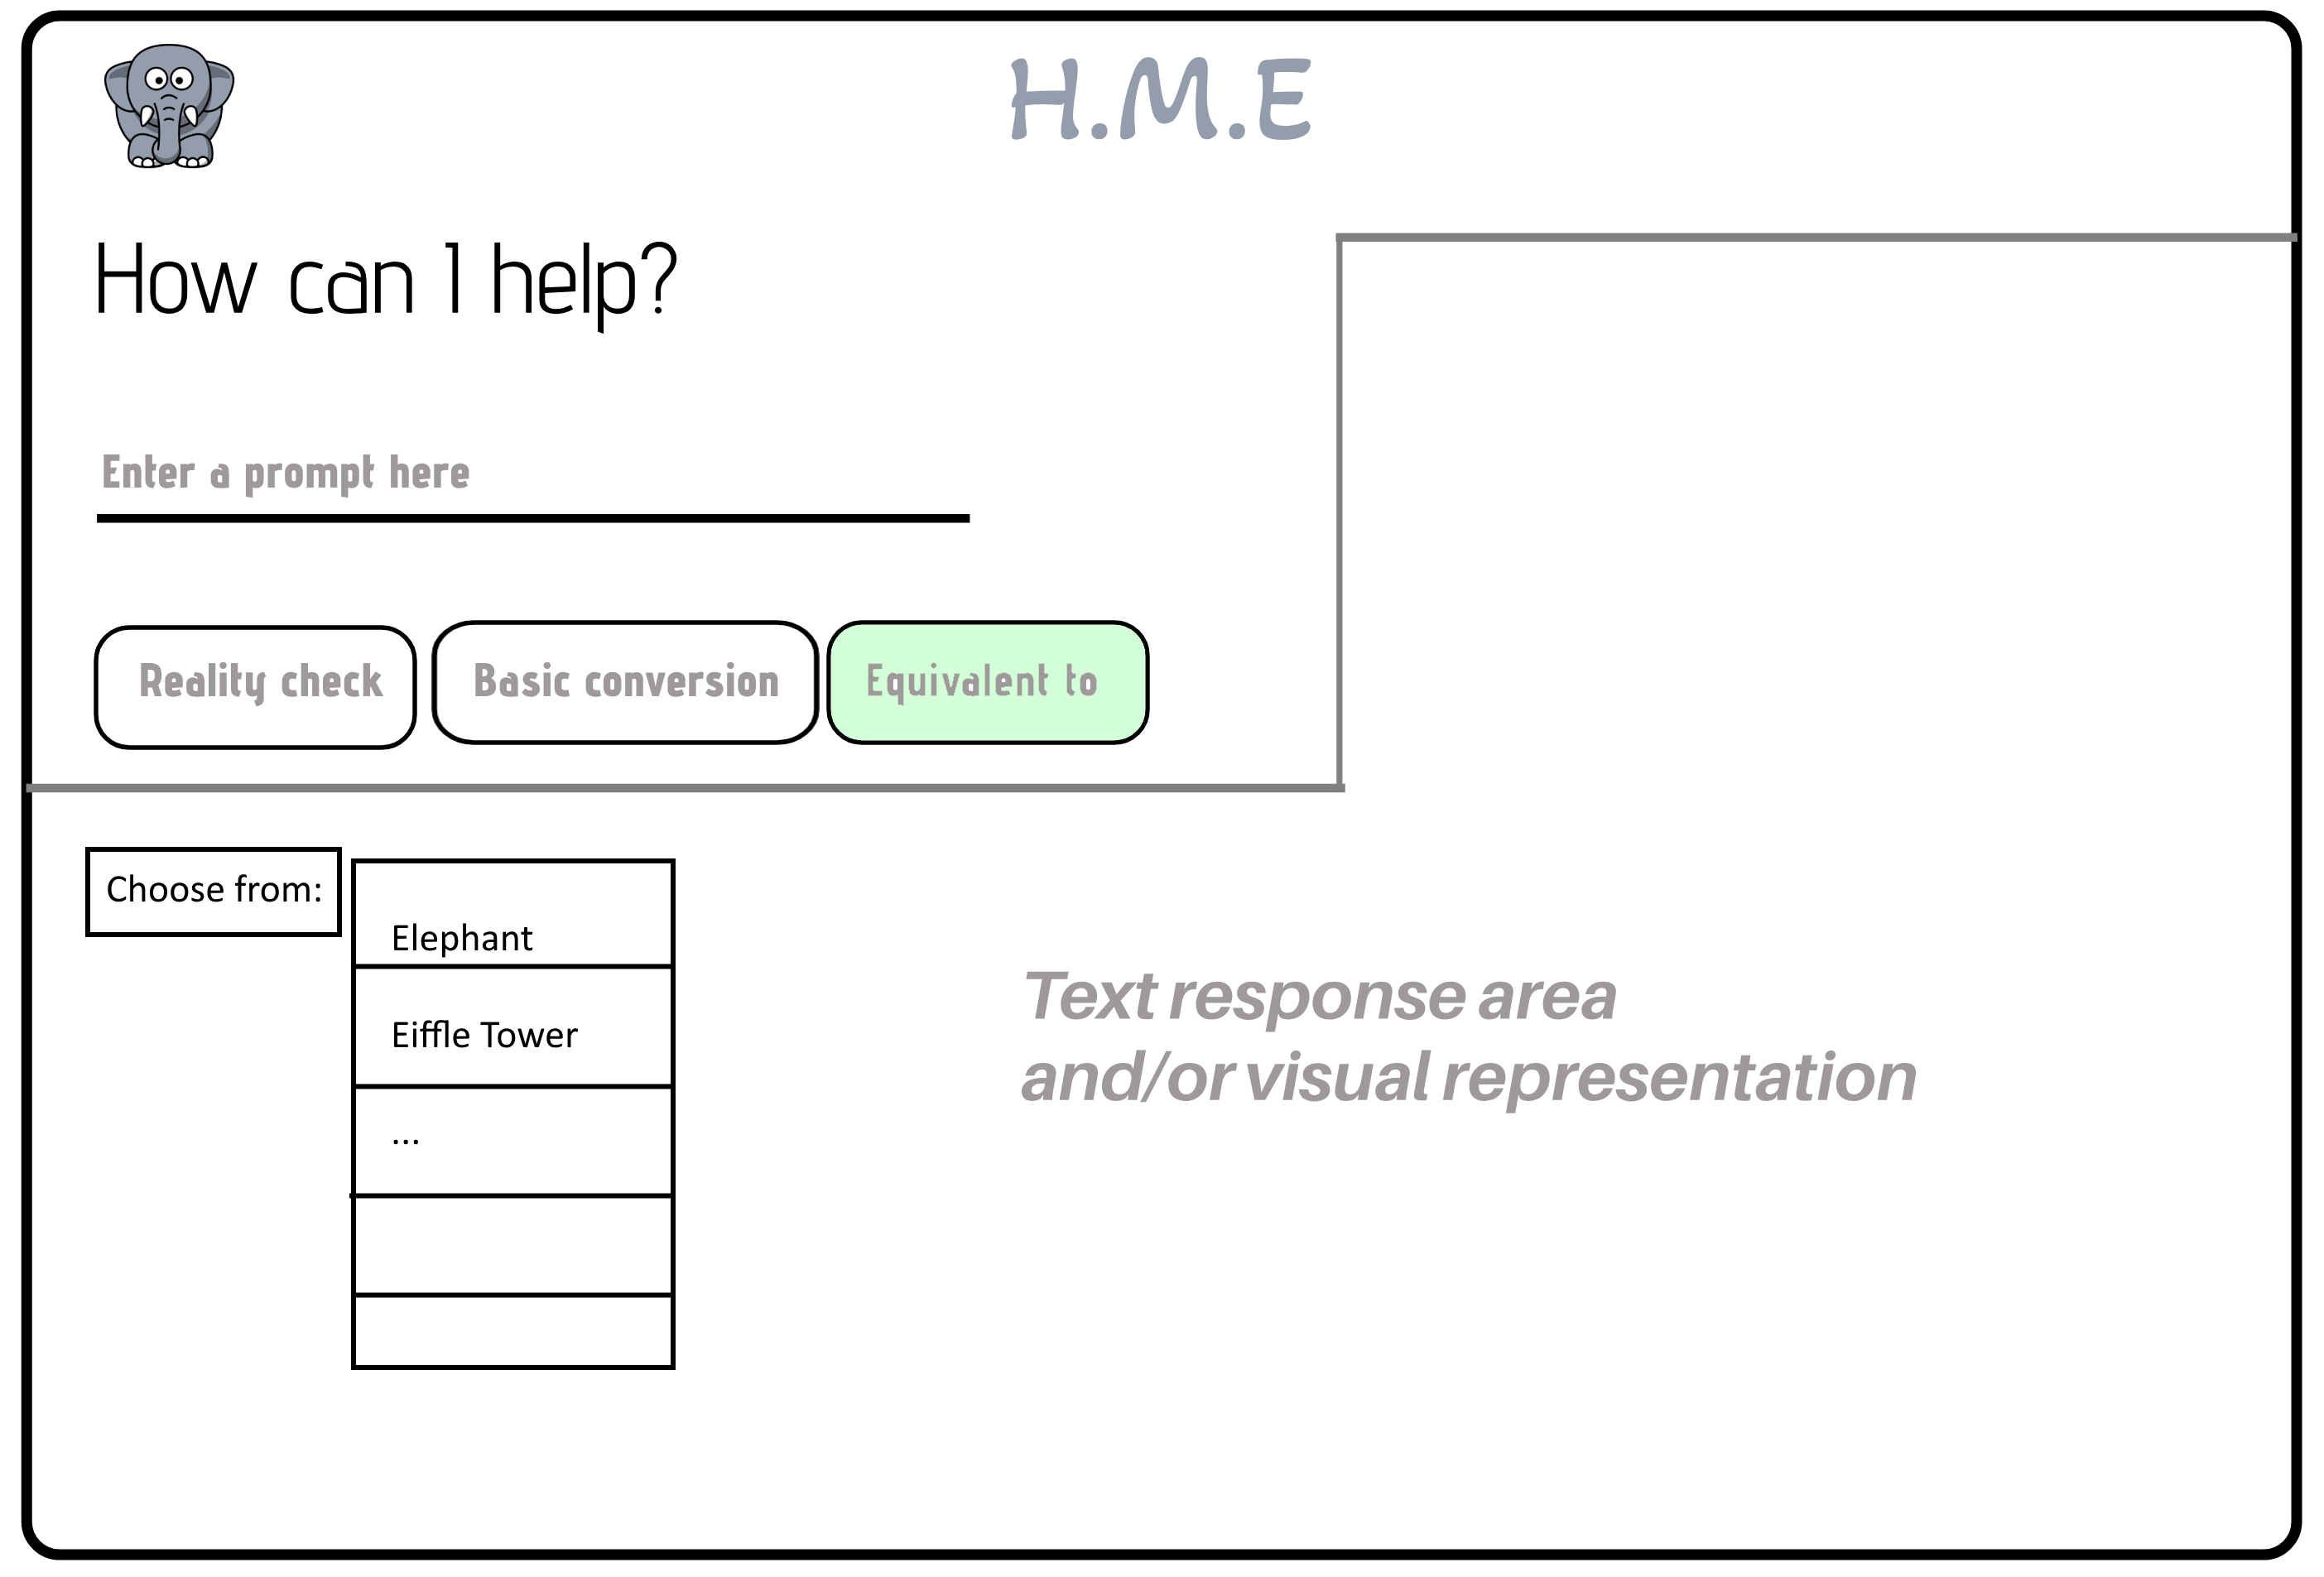 H.M.E
How can I help?
Enter a prompt here
Reality check
Basic conversion
Equivalent to
Choose from:
Elephant
Eiffle Tower
...
Text response area
and/or visual representation